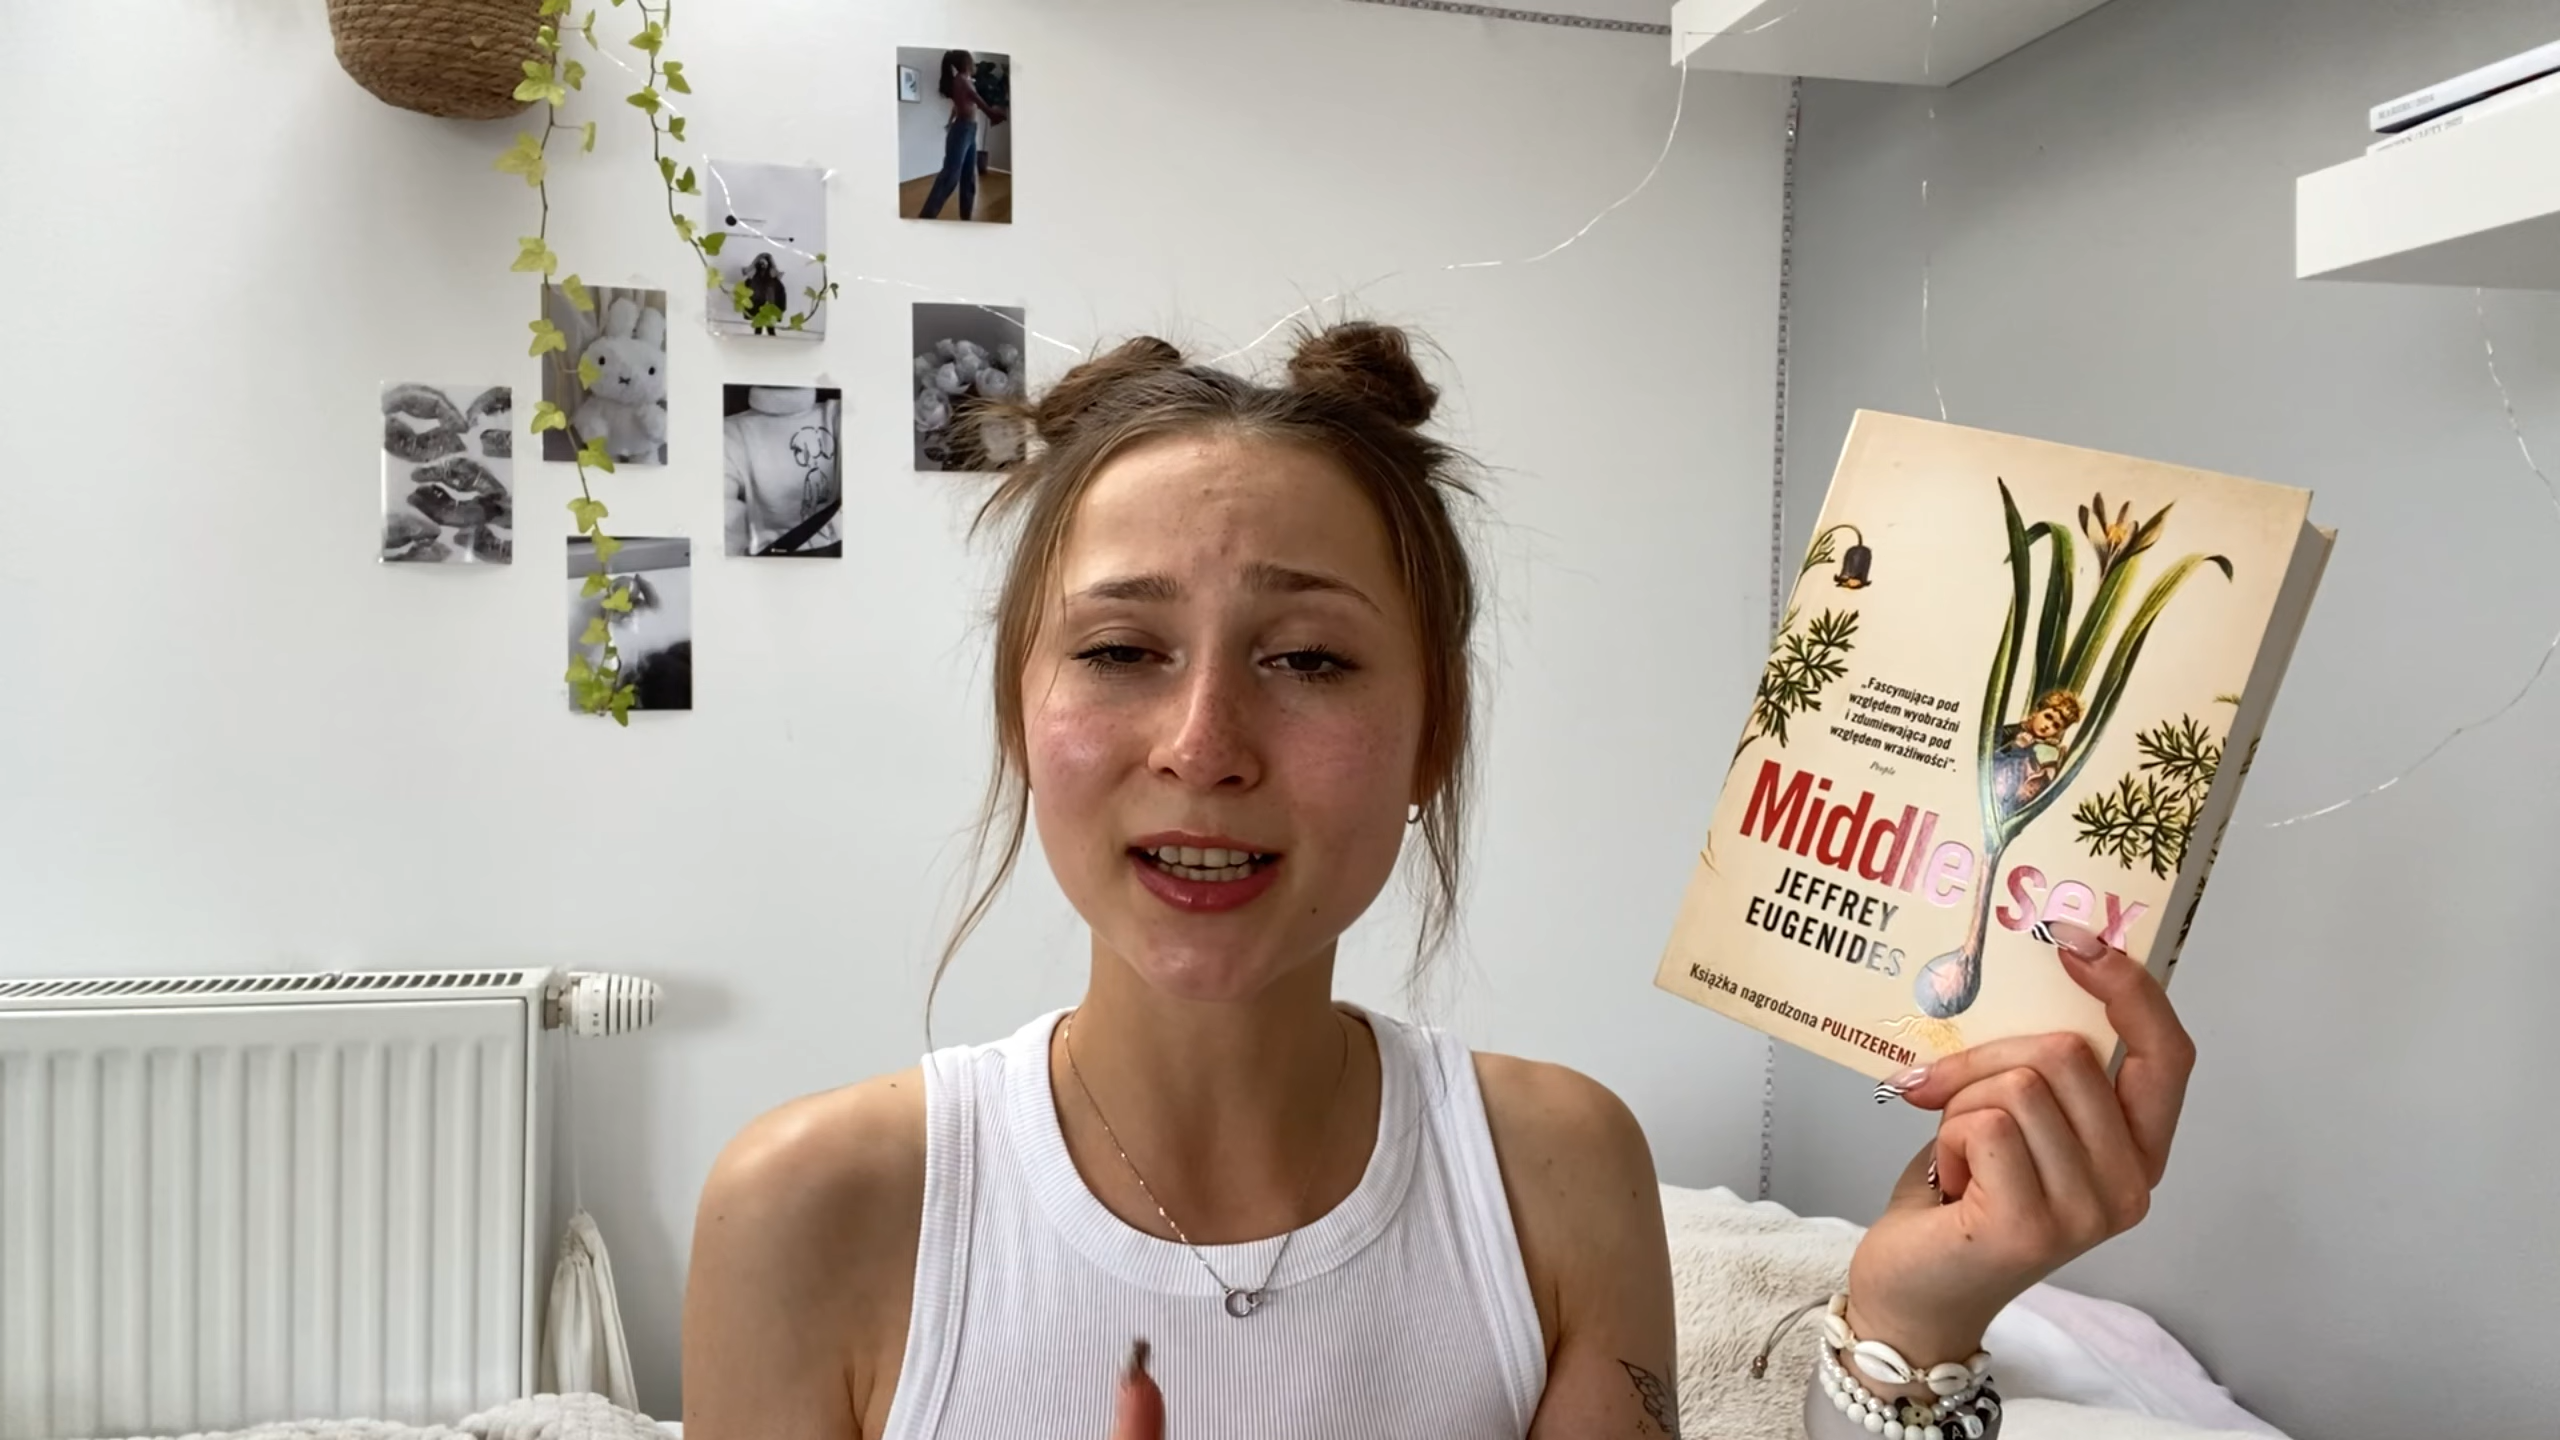 „Fascynująca pod
względem wyobraźni
i zdumiewająca pod
względem wrażliwości”.
People
Middlesex
JEFFREY
EUGENIDES
Książka nagrodzona PULITZEREM!